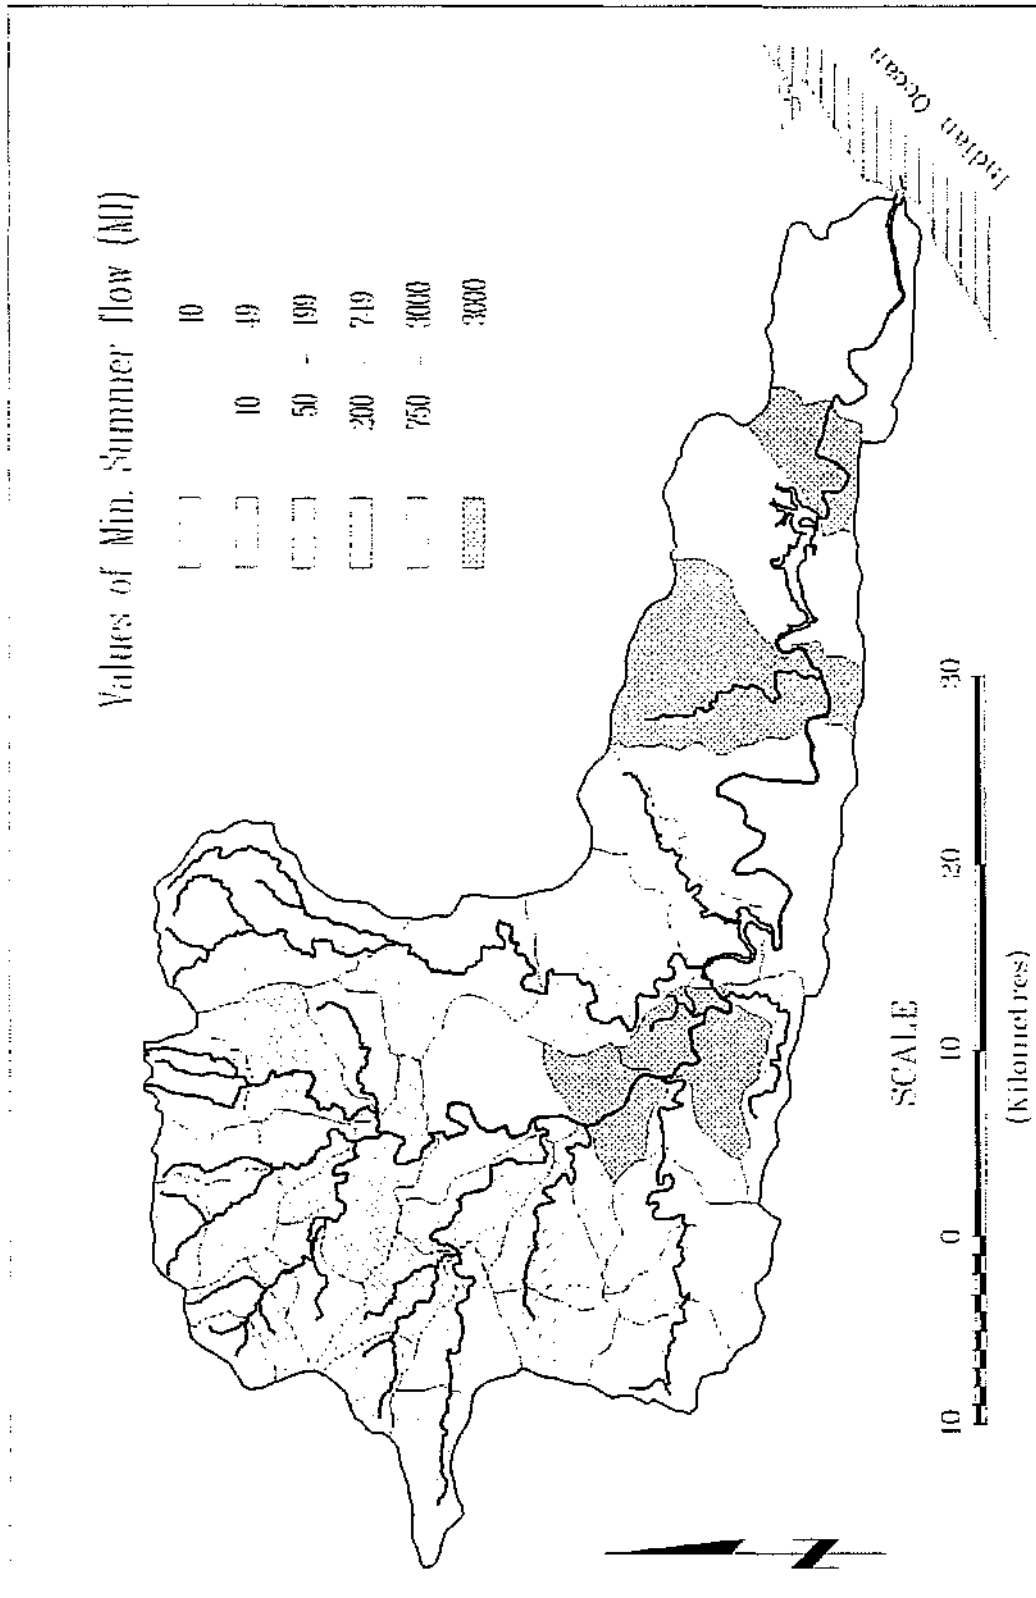 Values of Min. Summer flow (Ml)
10
10 49
50 - 199
200 - 749
750 - 3000
3000
Indian Ocean
10 0 10 20 30
SCALE
(Kilometres)
N